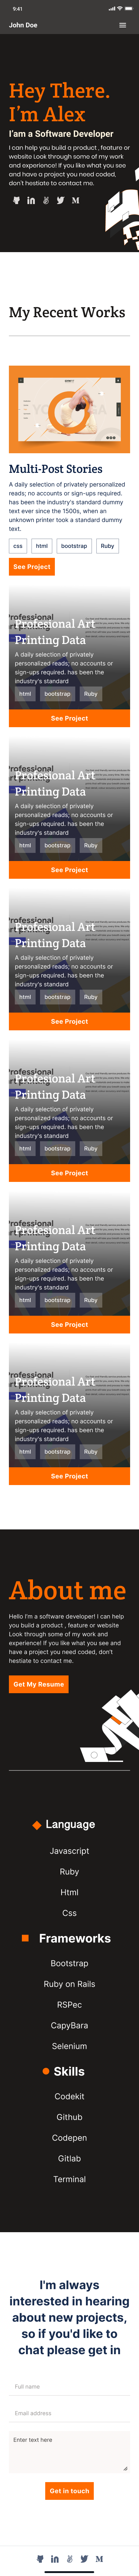 9:41
John Doe
Hey There.
I'm Alex
I'am a Software Developer
I can help you build a product , feature or
website Look through some of my work
and experience! If you like what you see
and have a project you need coded,
don't hestiate to contact me.
My Recent Works
Multi-Post Stories
A daily selection of privately personalized
reads; no accounts or sign-ups required.
has been the industry's standard dummy
text ever since the 1500s, when an
unknown printer took a standard dummy
text.
css html bootstrap Ruby
See Project
Profesional Art
Printing Data
A daily selection of privately
personalized reads; no accounts or
sign-ups required. has been the
industry's standard
html bootstrap Ruby
See Project
Profesional Art
Printing Data
A daily selection of privately
personalized reads; no accounts or
sign-ups required. has been the
industry's standard
html bootstrap Ruby
See Project
Profesional Art
Printing Data
A daily selection of privately
personalized reads; no accounts or
sign-ups required. has been the
industry's standard
html bootstrap Ruby
See Project
Profesional Art
Printing Data
A daily selection of privately
personalized reads; no accounts or
sign-ups required. has been the
industry's standard
html bootstrap Ruby
See Project
Profesional Art
Printing Data
A daily selection of privately
personalized reads; no accounts or
sign-ups required. has been the
industry's standard
html bootstrap Ruby
See Project
Profesional Art
Printing Data
A daily selection of privately
personalized reads; no accounts or
sign-ups required. has been the
industry's standard
html bootstrap Ruby
See Project
About me
Hello I'm a software developer! I can help
you build a product , feature or website
Look through some of my work and
experience! If you like what you see and
have a project you need coded, don't
hestiate to contact me.
Get My Resume
Language
Javascript
Ruby
Html
Css
Frameworks
Bootstrap
Ruby on Rails
RSPec
CapyBara
Selenium
Skills
Codekit
Github
Codepen
Gitlab
Terminal
I'm always
interested in hearing
about new projects,
so if you'd like to
chat please get in
Full name
Email address
Enter text here
Get in touch